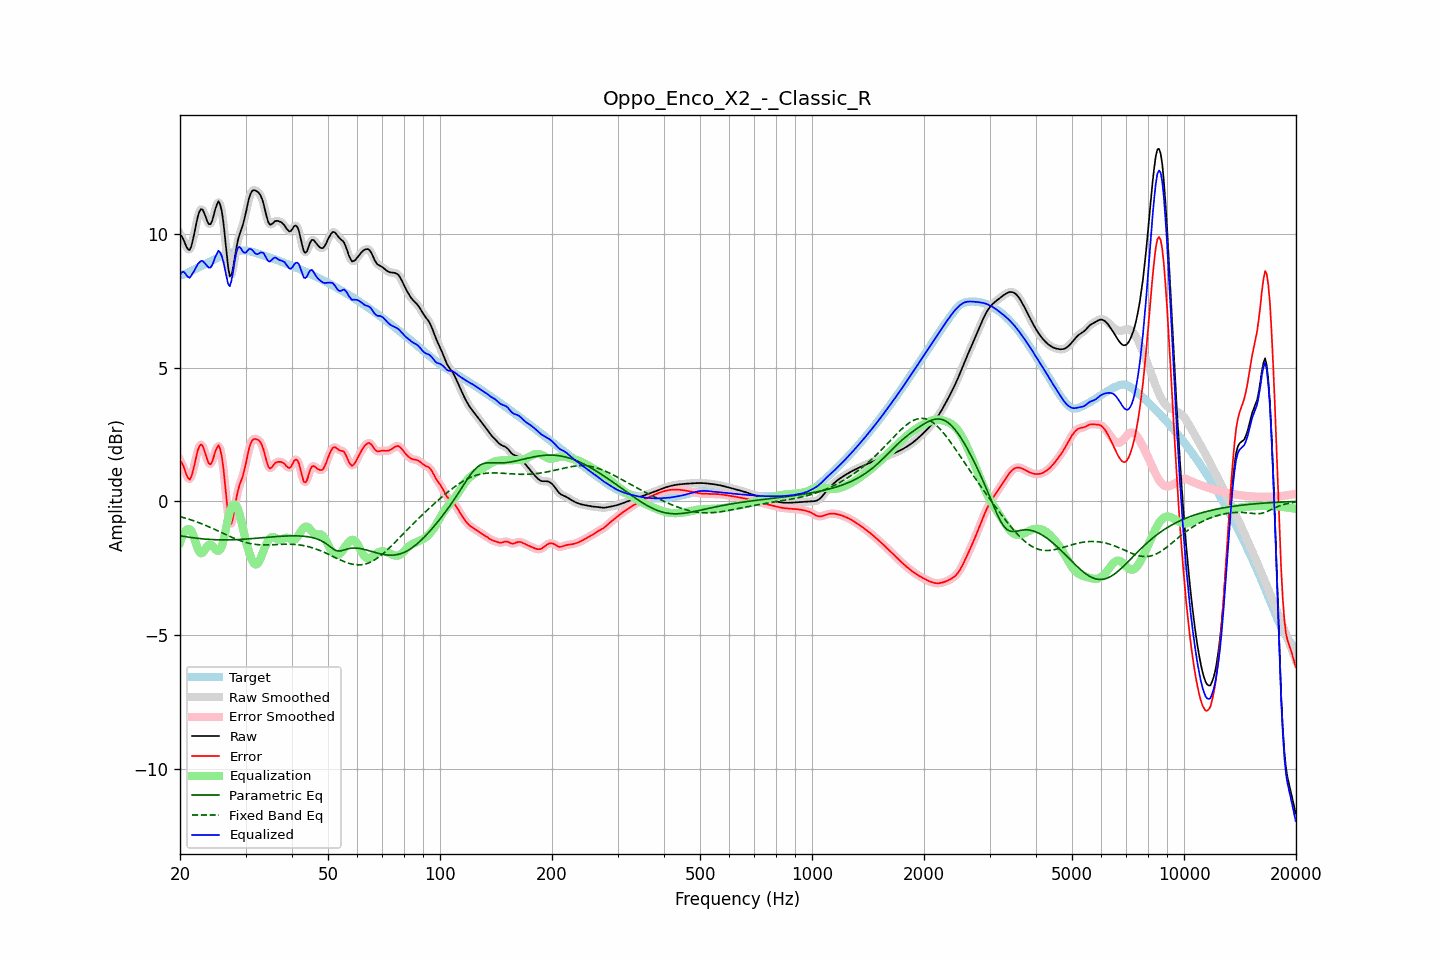 Oppo_Enco_X2_-_Classic_R
Amplitude (dBr)
10
5
0
−5
−10
Target
Raw Smoothed
Error Smoothed
Raw
Error
Equalization
Parametric Eq
Fixed Band Eq
Equalized
20 50 100 200 500 1000 2000 5000 10000 20000
Frequency (Hz)